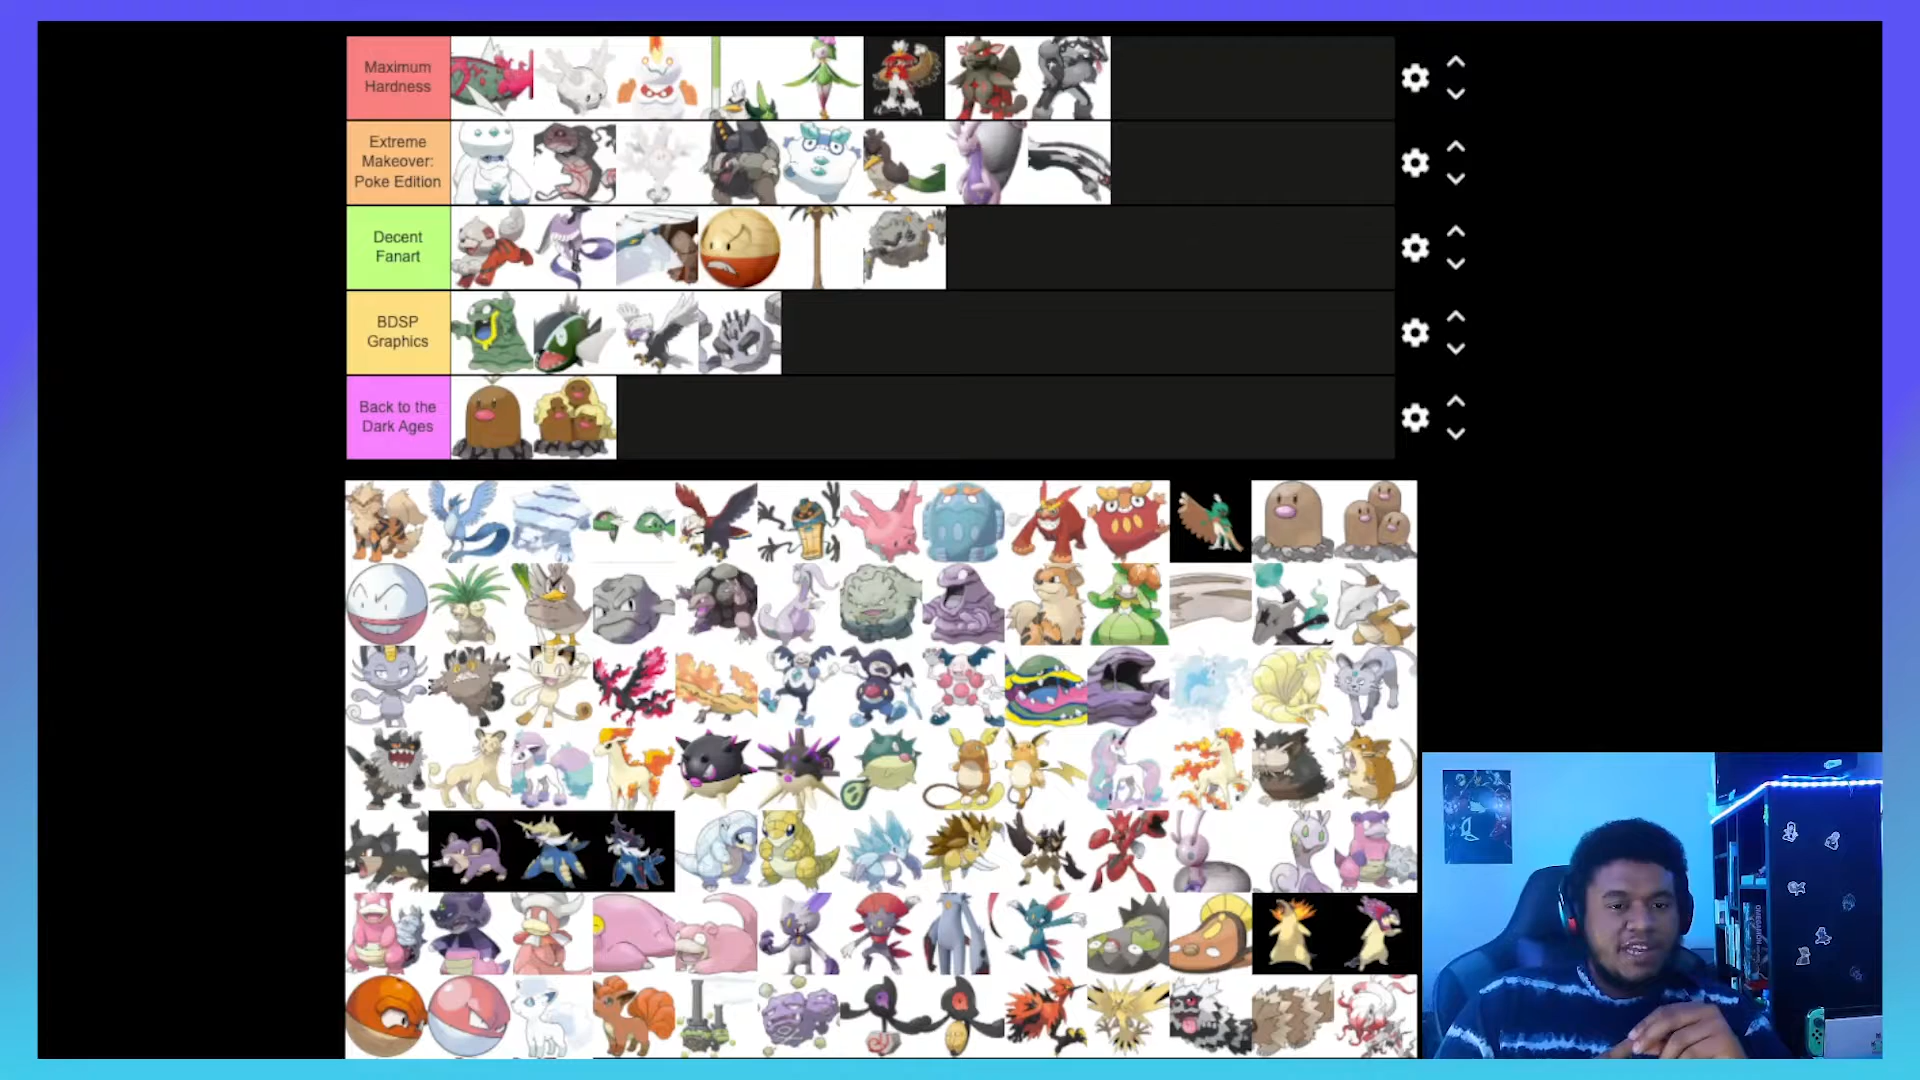 Maximum
Hardness
Extreme
Makeover:
Poke Edition
Decent
Fanart
BDSP
Graphics
Back to the
Dark Ages